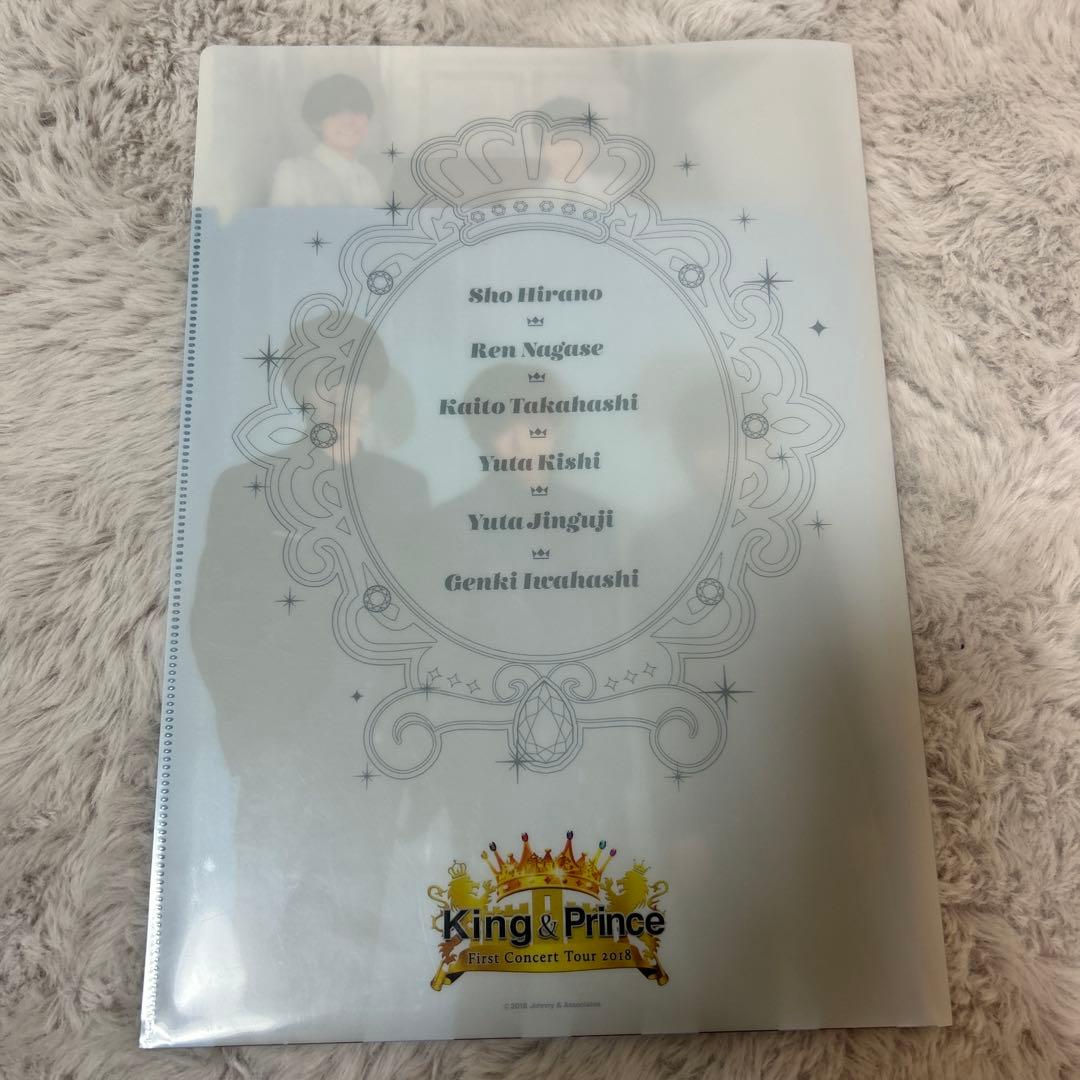 Sho Hirano
Ren Nagase
Kaito Takahashi
Yuta Kishi
Yuta Jinguji
Genki Iwahashi
King & Prince
First Concert Tour 2018
©2018 Johnny & Associates